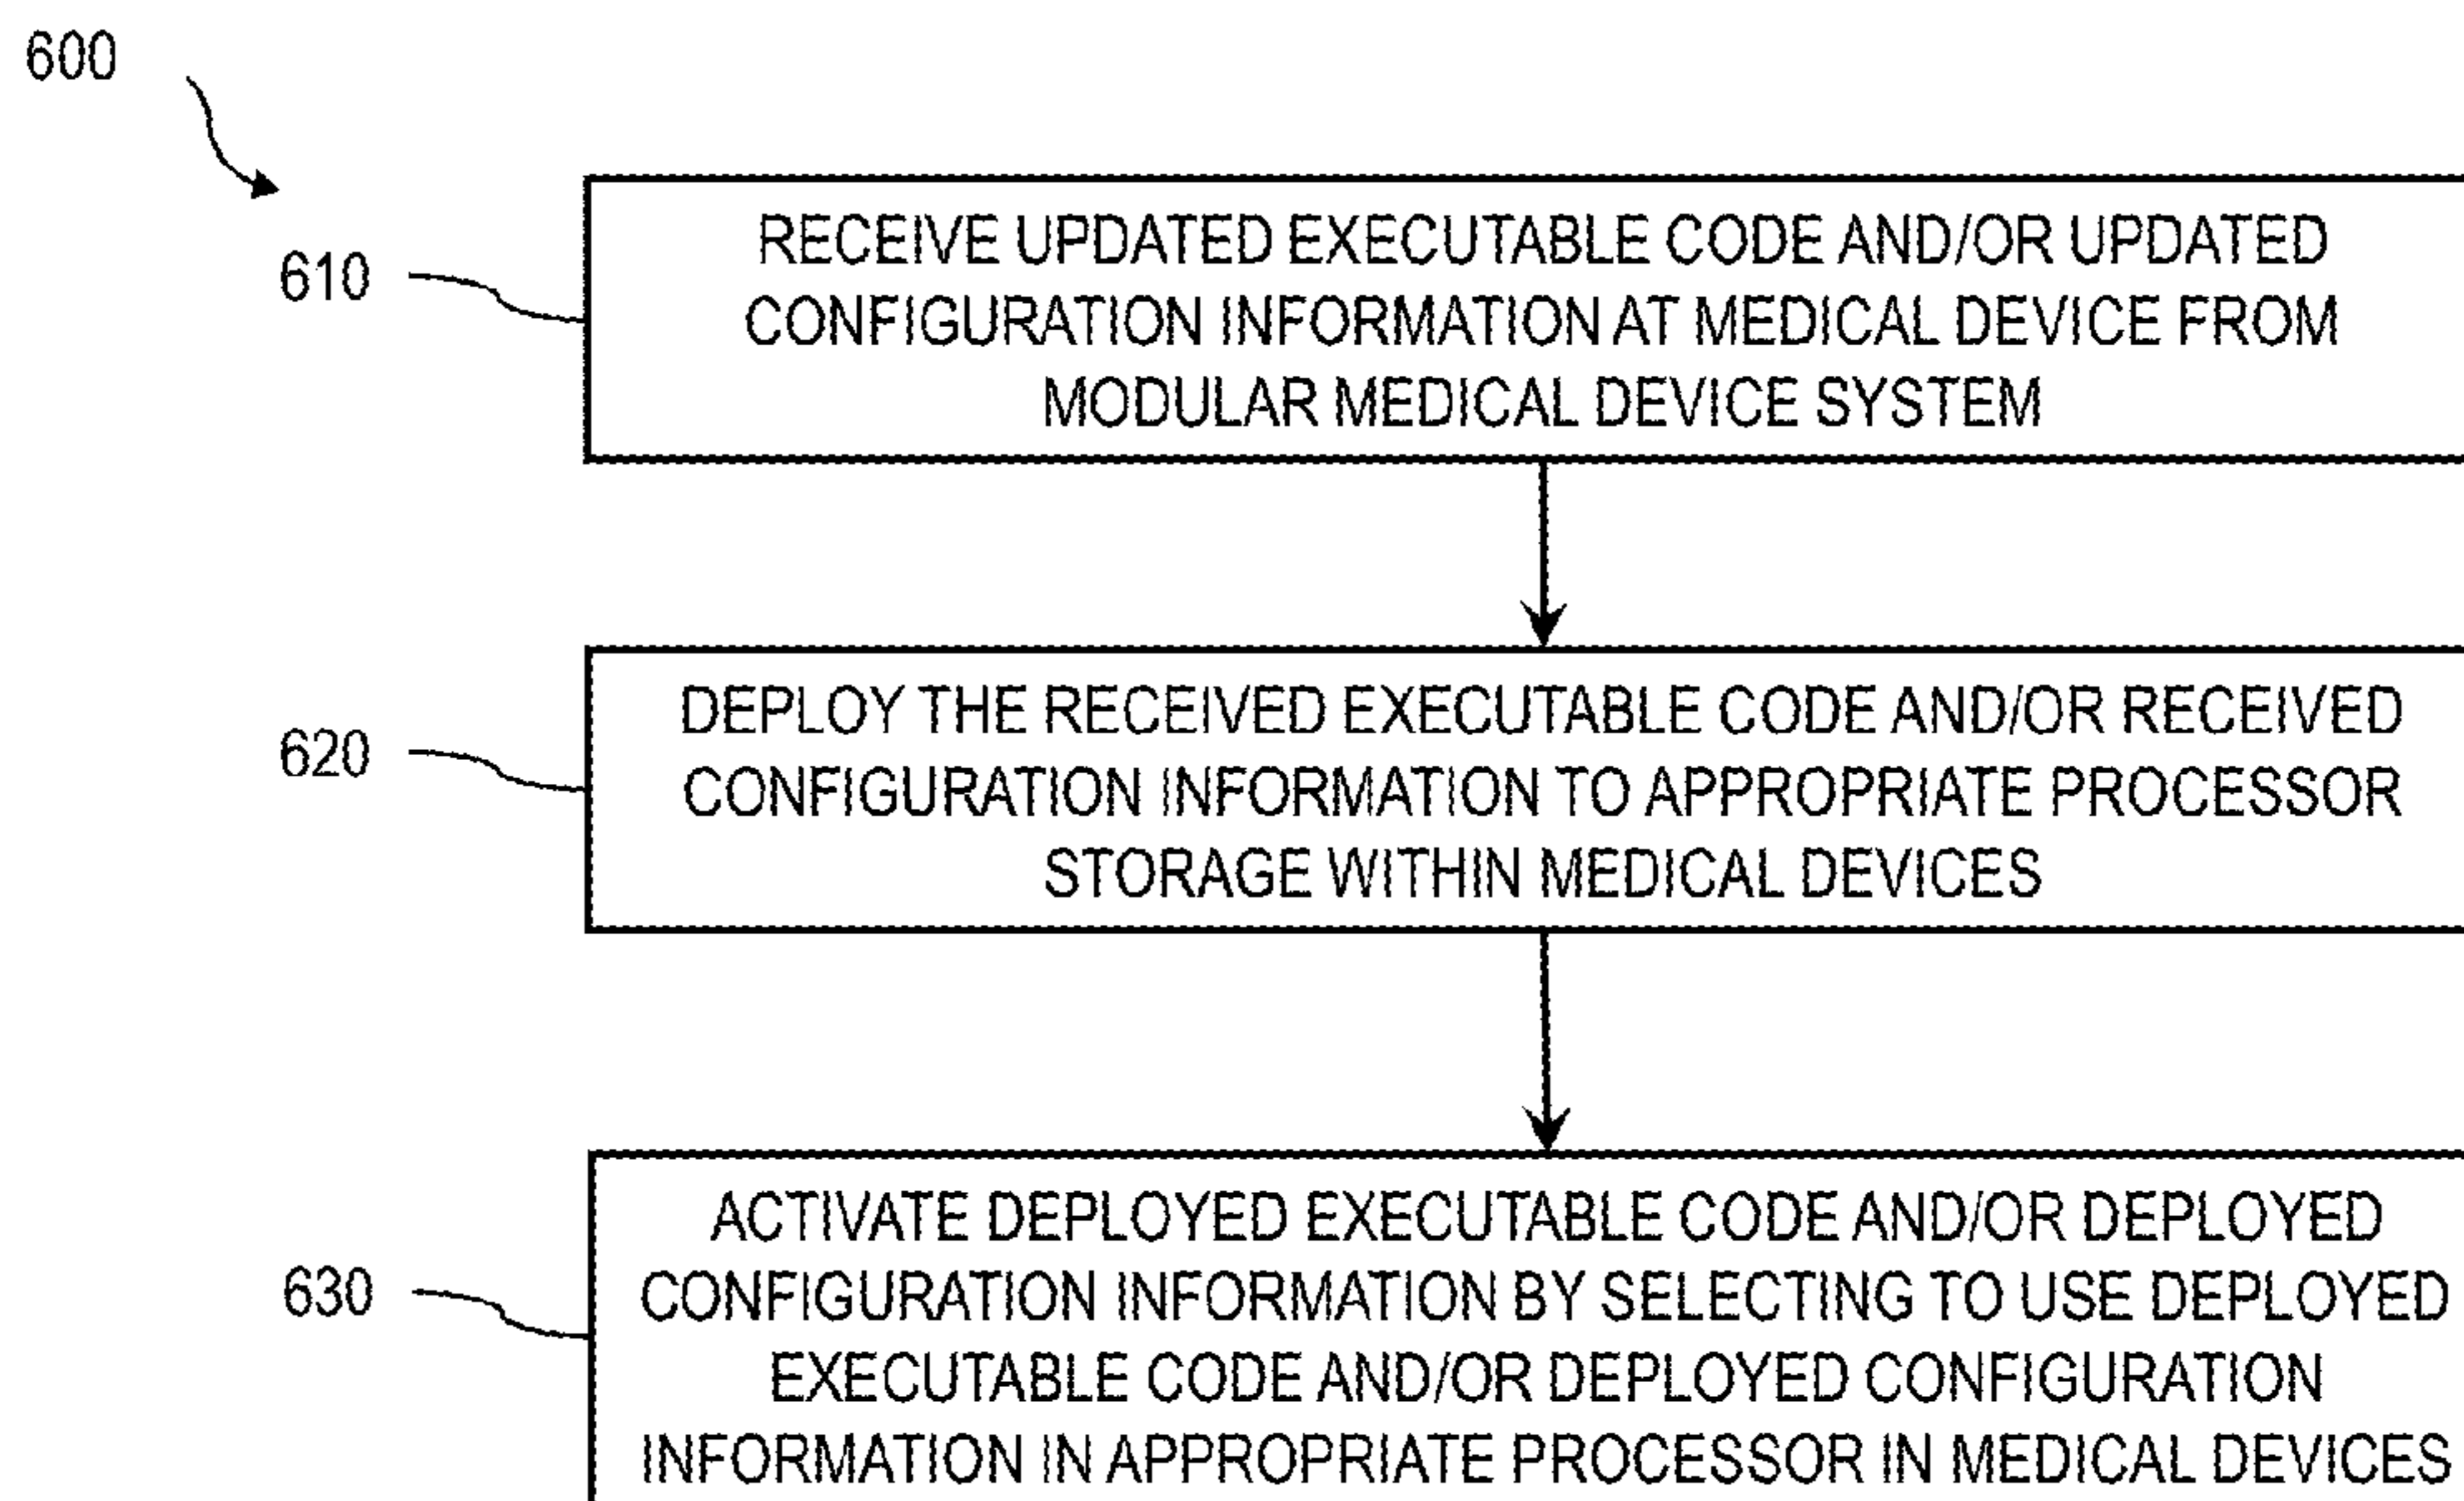 600
610
RECEIVE UPDATED EXECUTABLE CODE AND/OR UPDATED
CONFIGURATION INFORMATION AT MEDICAL DEVICE FROM
MODULAR MEDICAL DEVICE SYSTEM
620
DEPLOY THE RECEIVED EXECUTABLE CODE AND/OR RECEIVED
CONFIGURATION INFORMATION TO APPROPRIATE PROCESSOR
STORAGE WITHIN MEDICAL DEVICES
630
ACTIVATE DEPLOYED EXECUTABLE CODE AND/OR DEPLOYED
CONFIGURATION INFORMATION BY SELECTING TO USE DEPLOYED
EXECUTABLE CODE AND/OR DEPLOYED CONFIGURATION
INFORMATION IN APPROPRIATE PROCESSOR IN MEDICAL DEVICES